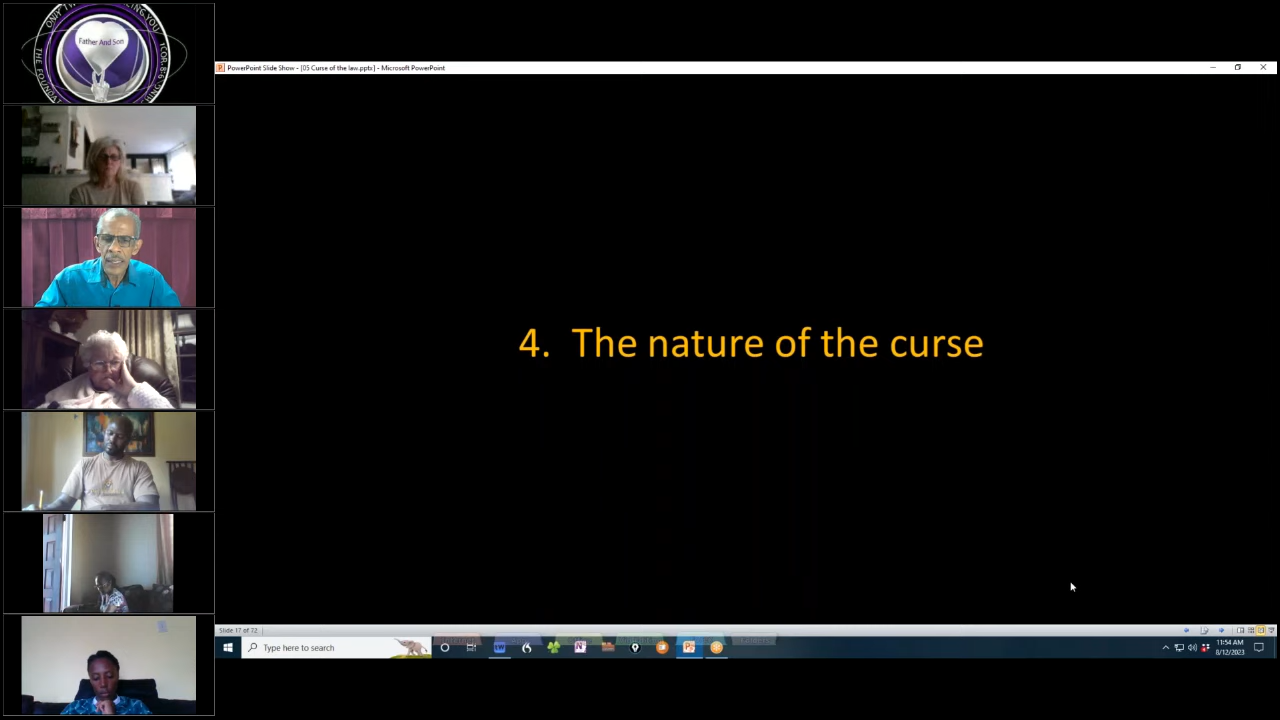 Father And Son
PowerPoint Slide Show - [05 Curse of the law.pptx] - Microsoft PowerPoint
4. The nature of the curse
Slide 17 of 72
Type here to search
11:54 AM
8/12/2023